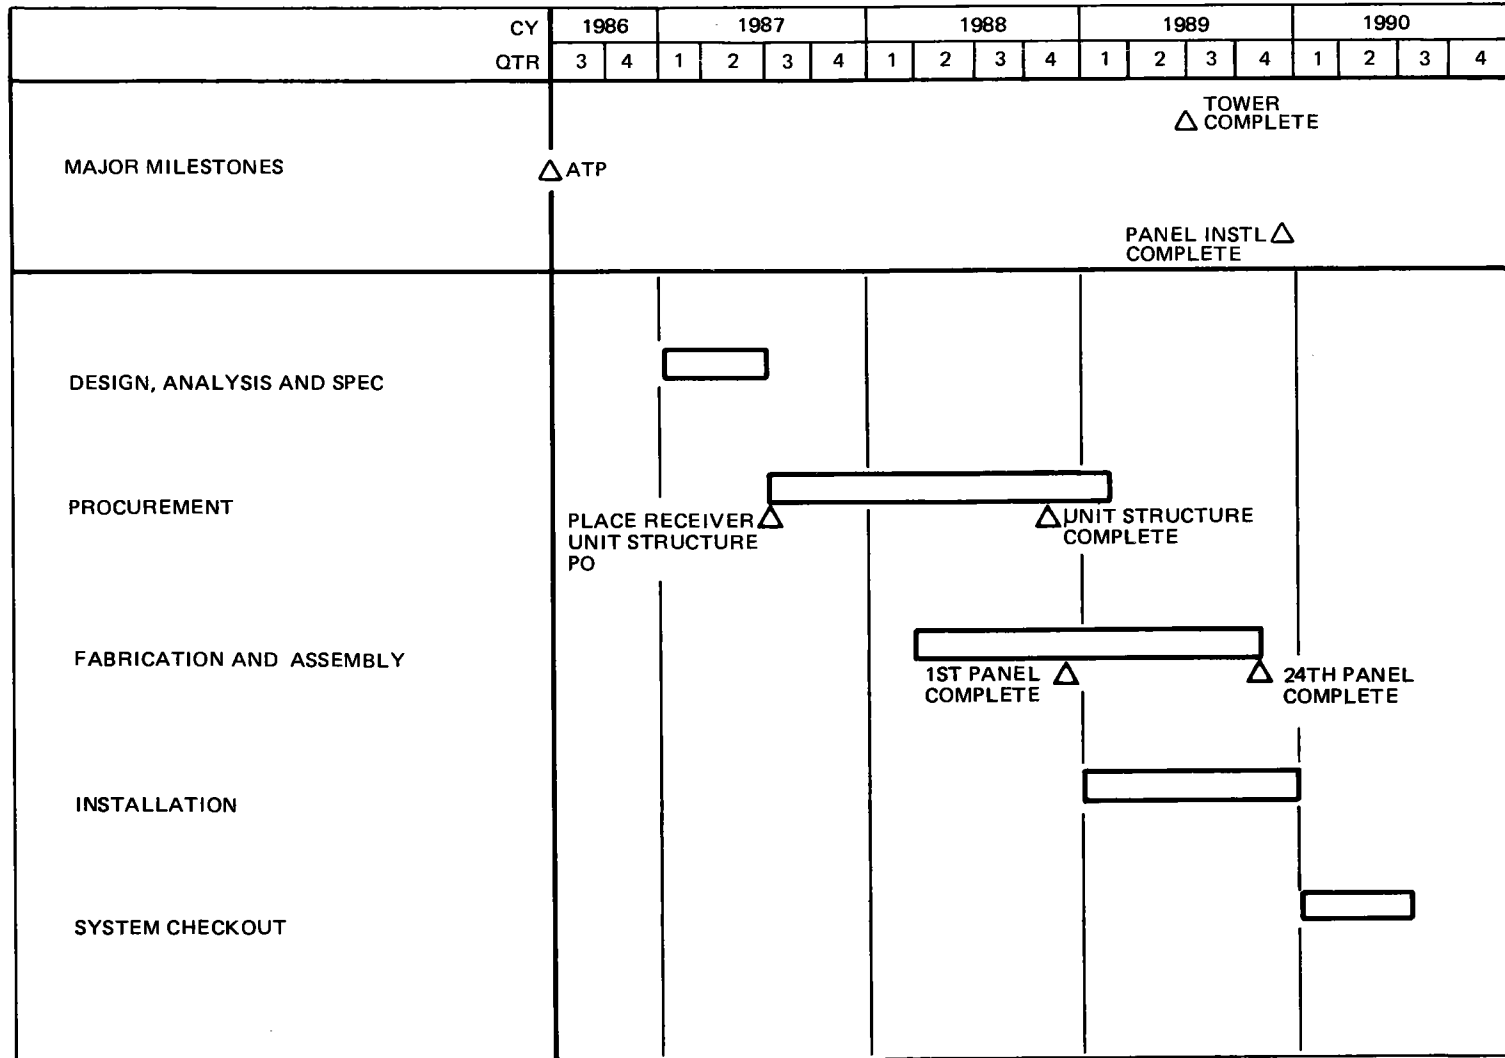 CY 1986 1987 1988 1989 1990
QTR 3 4 1 2 3 4 1 2 3 4 1 2 3 4 1 2 3 4
TOWER
COMPLETE
MAJOR MILESTONES
ATP
PANEL INSTL
COMPLETE
DESIGN, ANALYSIS AND SPEC
PROCUREMENT
PLACE RECEIVER
UNIT STRUCTURE
PO
UNIT STRUCTURE
COMPLETE
FABRICATION AND ASSEMBLY
1ST PANEL
COMPLETE
24TH PANEL
COMPLETE
INSTALLATION
SYSTEM CHECKOUT